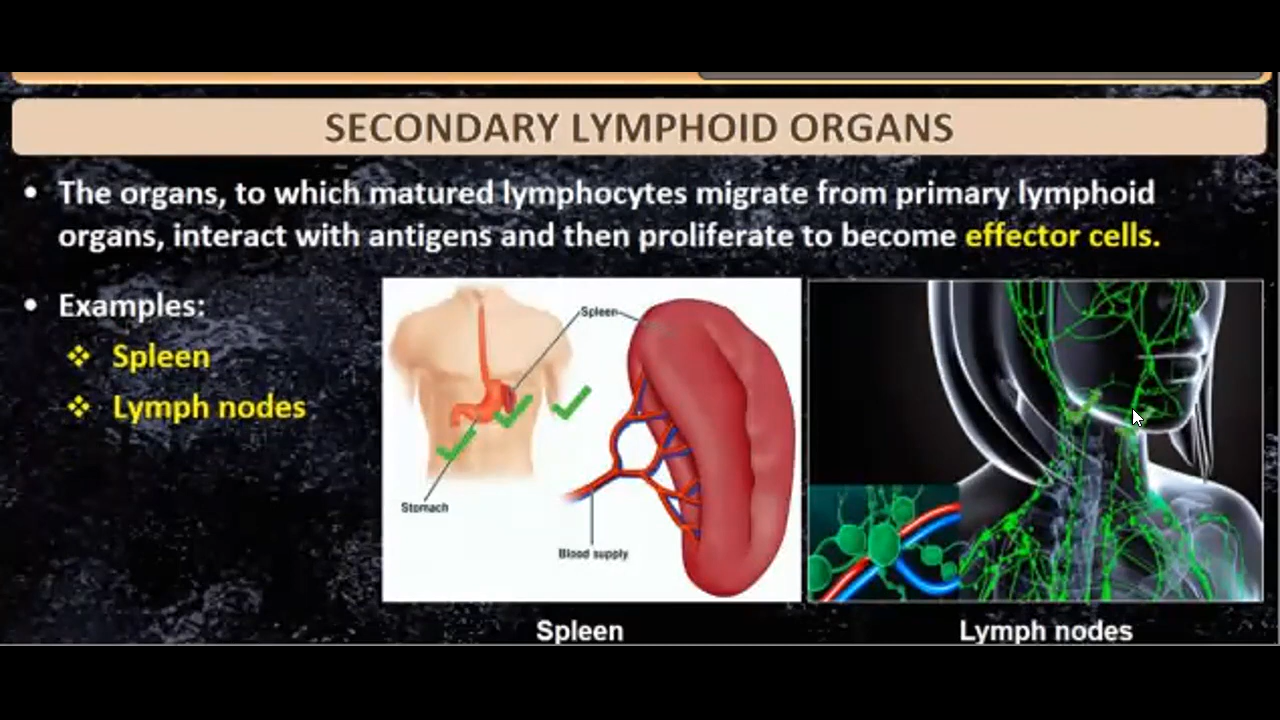 SECONDARY LYMPHOID ORGANS
• The organs, to which matured lymphocytes migrate from primary lymphoid
organs, interact with antigens and then proliferate to become effector cells.
• Examples:
❖ Spleen
❖ Lymph nodes
Spleen
Stomach
Blood supply
Spleen
Lymph nodes